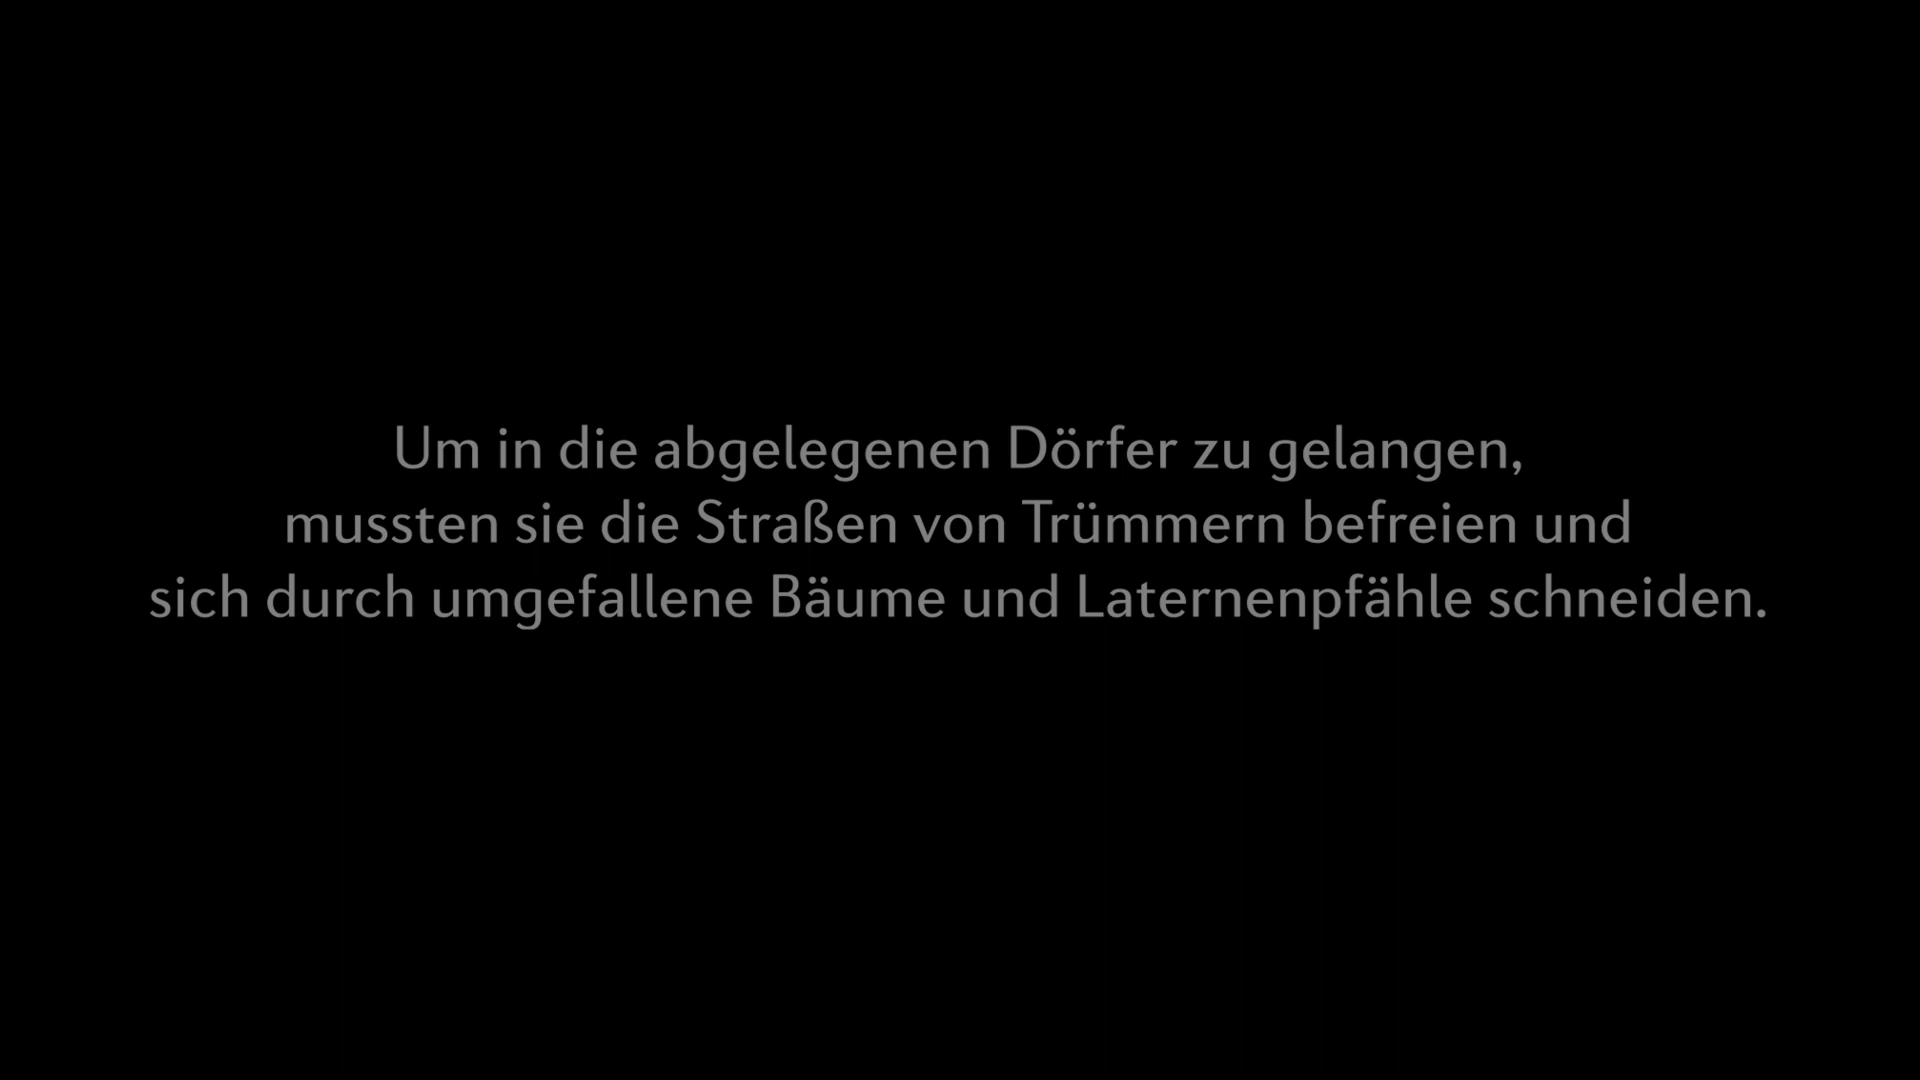 Um in die abgelegenen Dörfer zu gelangen,
mussten sie die Straßen von Trümmern befreien und
sich durch umgefallene Bäume und Laternenpfähle schneiden.